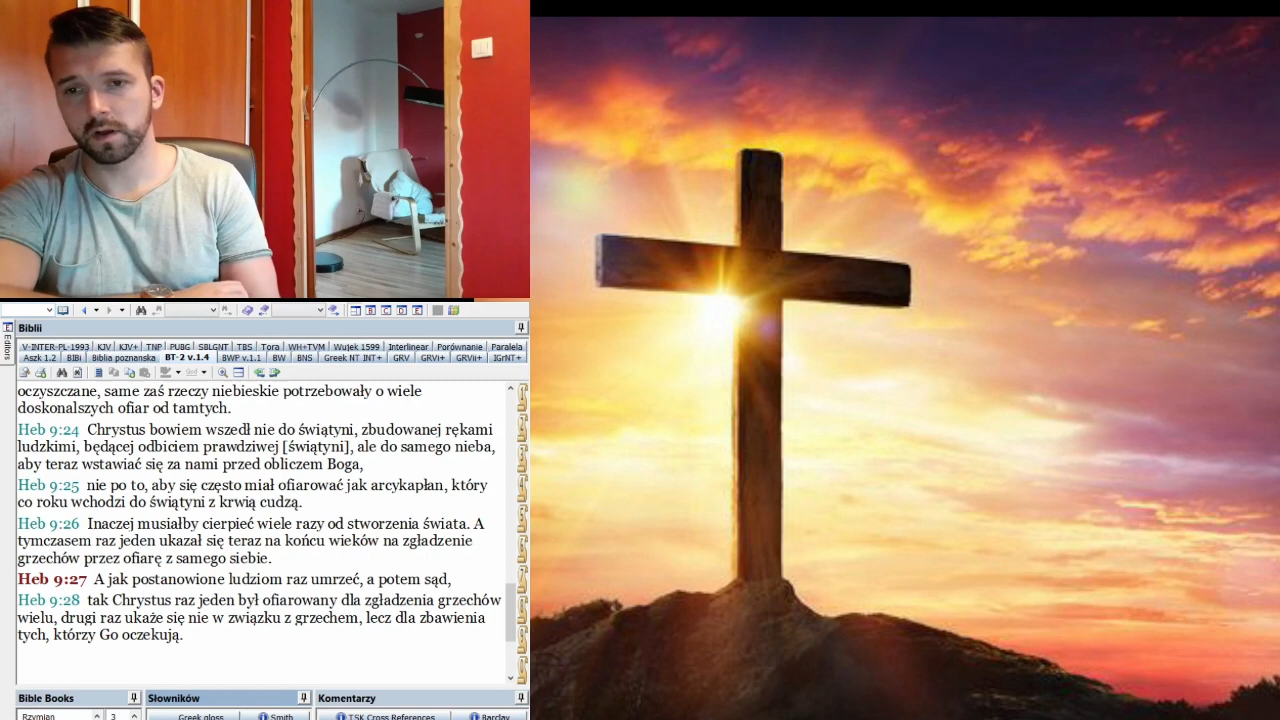 Biblii
Editors
V-INTER-PL-1993 KJV KJV+ TNP PUBG SBLGNT TBS Tora WH+TVM Wujek 1599 Interlinear Porównanie Paralela
Aszk 1.2 BIBi Biblia poznanska BT-2 v.1.4 BWP v.1.1 BW BNS Greek NT INT+ GRV GRVi+ GRVii+ IGrNT+
oczyszczane, same zaś rzeczy niebieskie potrzebowały o wiele
doskonalszych ofiar od tamtych.
Heb 9:24 Chrystus bowiem wszedł nie do świątyni, zbudowanej rękami
ludzkimi, będącej odbiciem prawdziwej [świątyni], ale do samego nieba,
aby teraz wstawiać się za nami przed obliczem Boga,
Heb 9:25 nie po to, aby się często miał ofiarować jak arcykapłan, który
co roku wchodzi do świątyni z krwią cudzą.
Heb 9:26 Inaczej musiałby cierpieć wiele razy od stworzenia świata. A
tymczasem raz jeden ukazał się teraz na końcu wieków na zgładzenie
grzechów przez ofiarę z samego siebie.
Heb 9:27 A jak postanowione ludziom raz umrzeć, a potem sąd,
Heb 9:28 tak Chrystus raz jeden był ofiarowany dla zgładzenia grzechów
wielu, drugi raz ukaże się nie w związku z grzechem, lecz dla zbawienia
tych, którzy Go oczekują.
Bible Books Słowników Komentarzy
Rzymian 3 Greek gloss Smith TSK Cross References Barclay